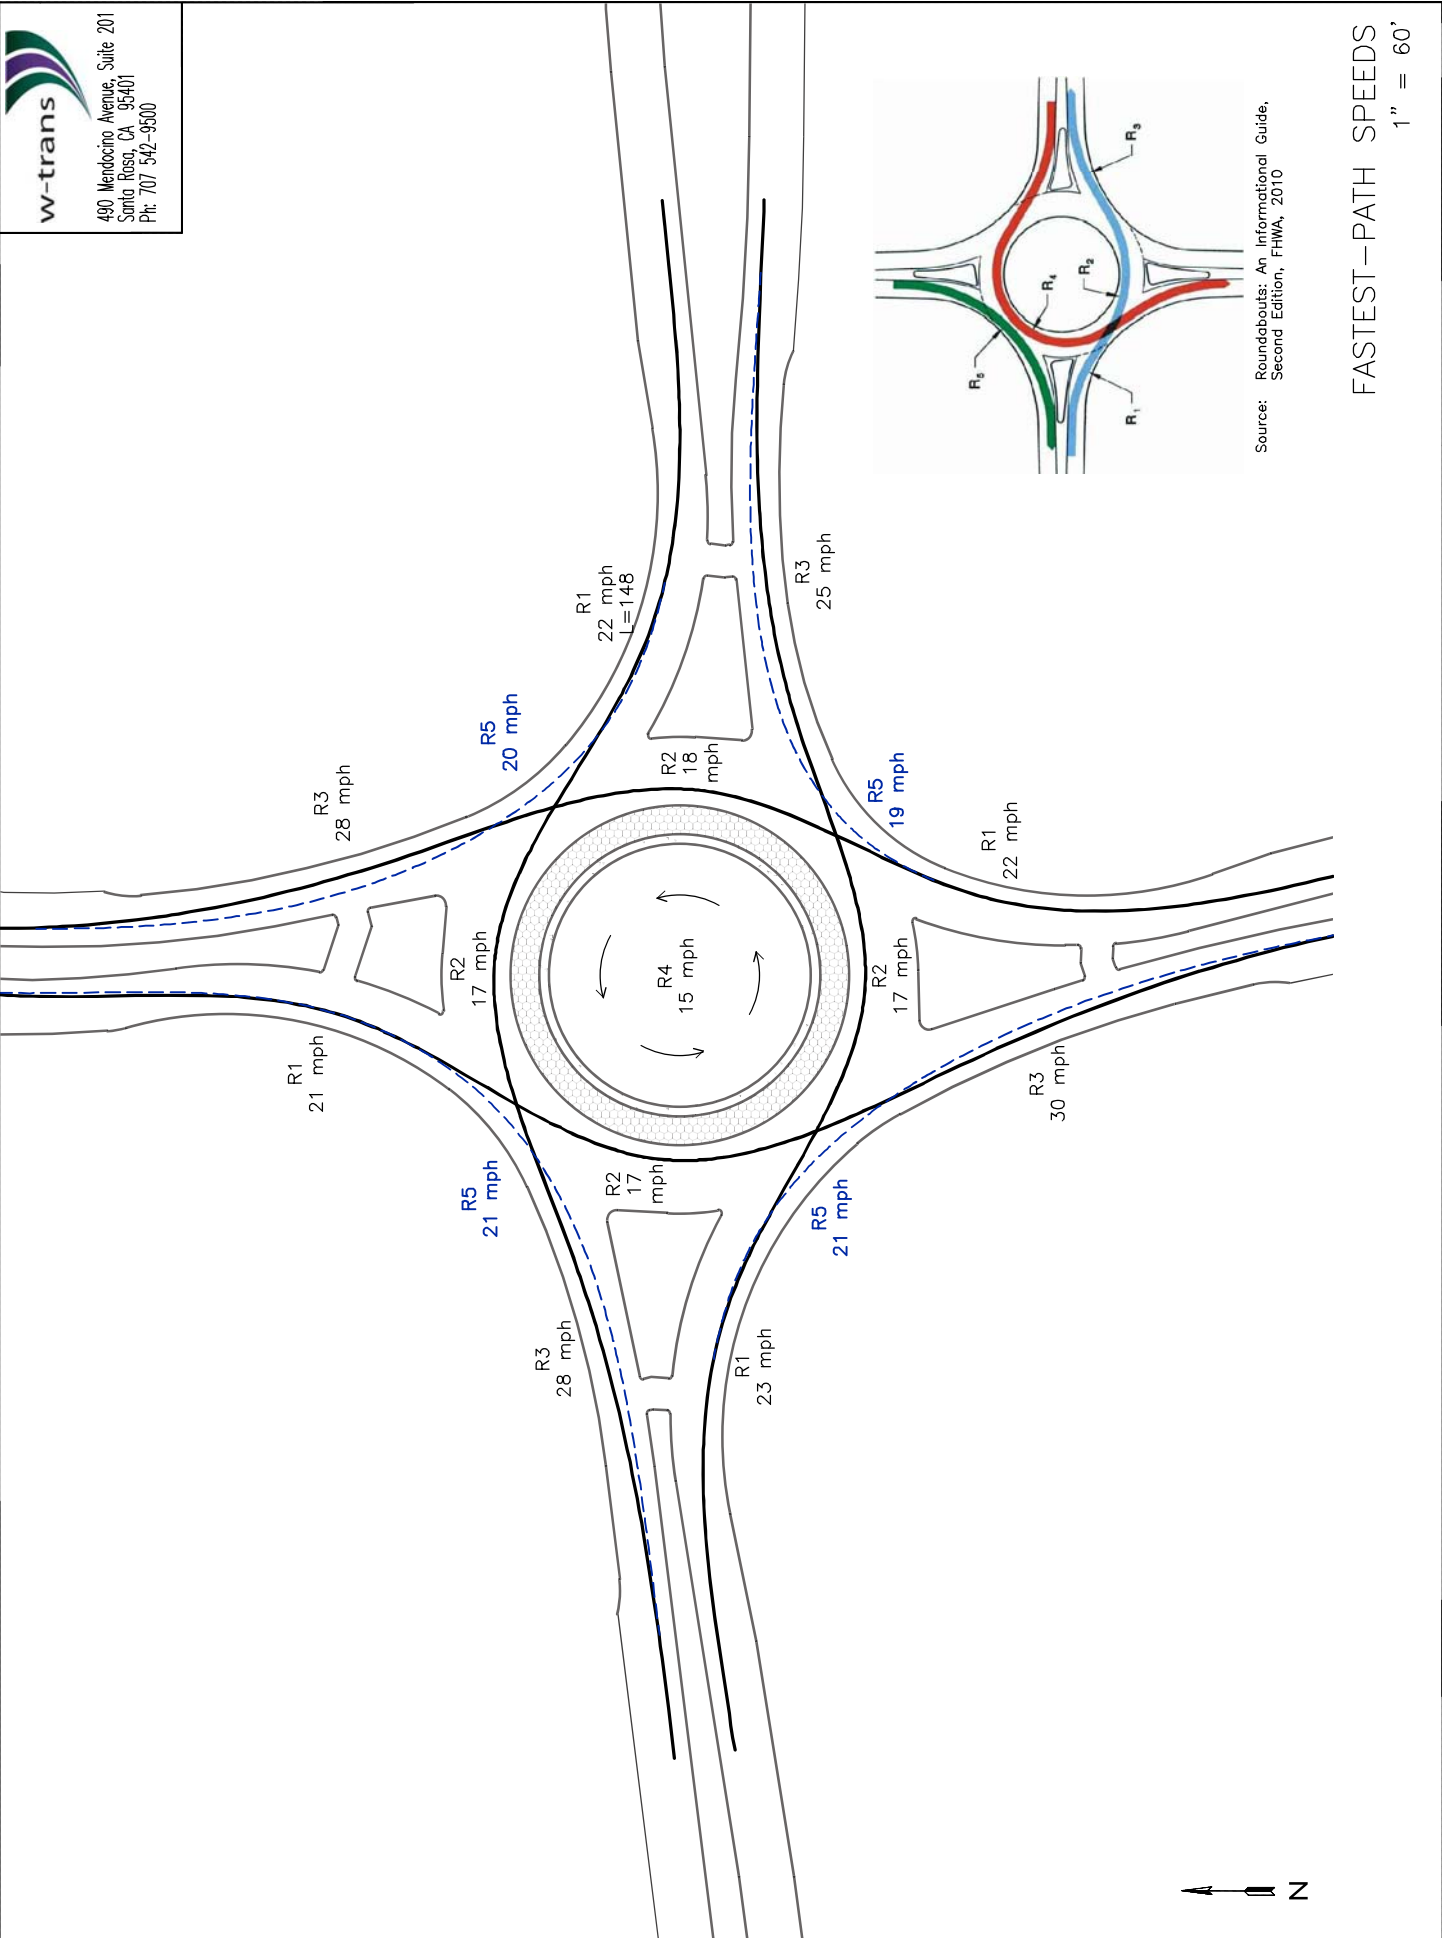 w-trans
490 Mendocino Avenue, Suite 201
Santa Rosa, CA 95401
Ph: 707 542-9500
R1
22 mph
L=148
R3
25 mph
R5
20 mph
R3
28 mph
R2
18
mph
R5
19 mph
R1
22 mph
R2
17 mph
R4
15 mph
R2
17 mph
R1
21 mph
R3
30 mph
R5
21 mph
R2
17
mph
R5
21 mph
R3
28 mph
R1
23 mph
R5
R4
R2
R3
R1
Source: Roundabouts: An Informational Guide,
Second Edition, FHWA, 2010
FASTEST-PATH SPEEDS
1" = 60'
N